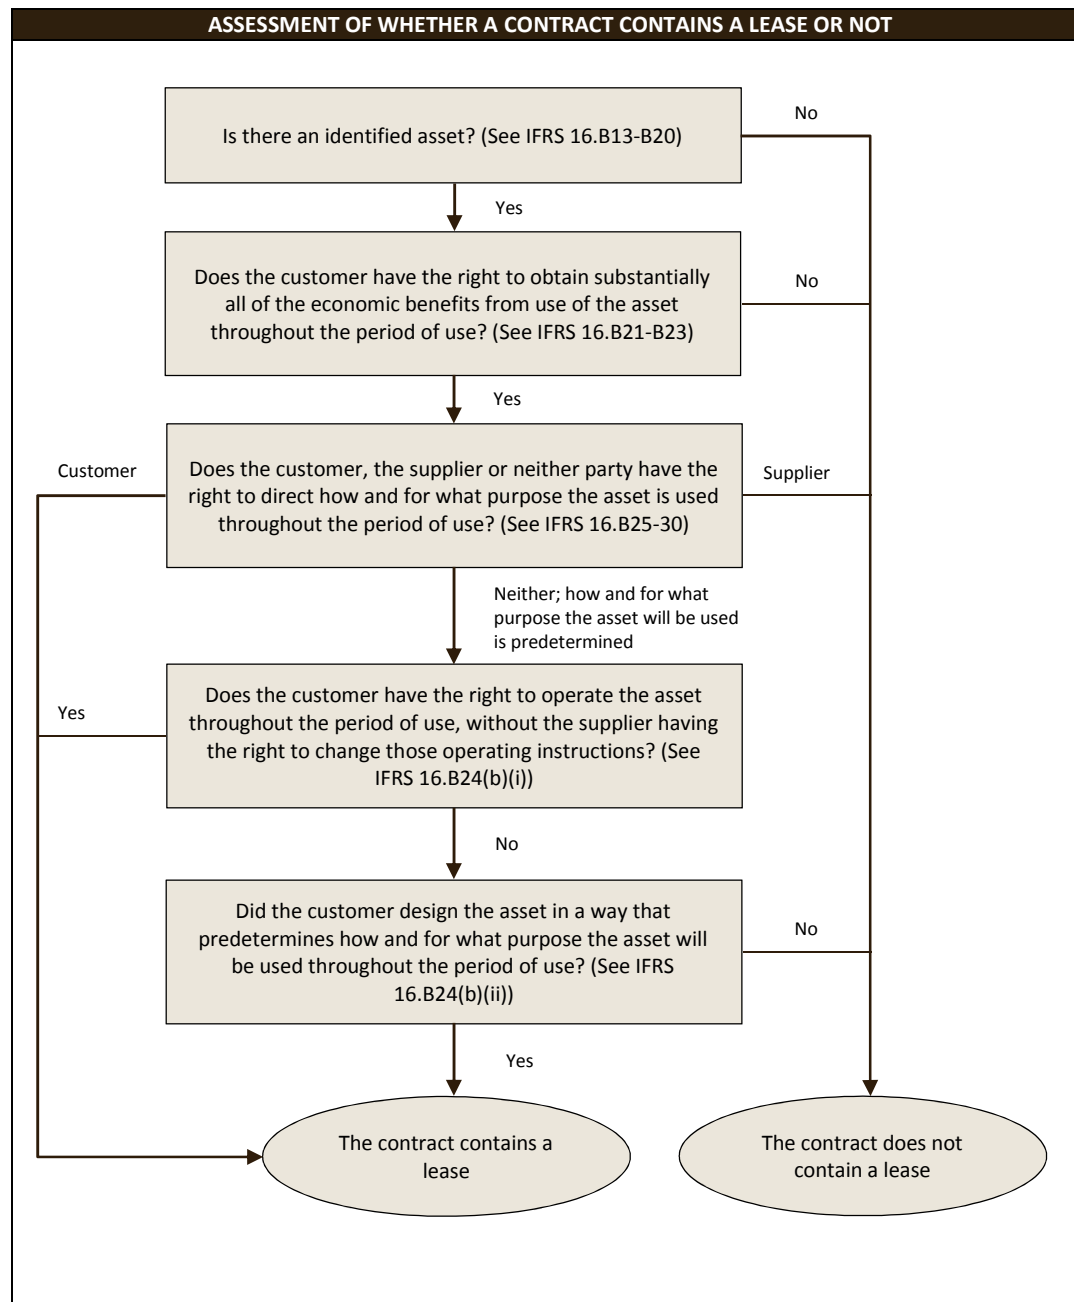 ASSESSMENT OF WHETHER A CONTRACT CONTAINS A LEASE OR NOT
Is there an identified asset? (See IFRS 16.B13-B20)
No
Yes
Does the customer have the right to obtain substantially
all of the economic benefits from use of the asset
throughout the period of use? (See IFRS 16.B21-B23)
No
Yes
Customer
Does the customer, the supplier or neither party have the
right to direct how and for what purpose the asset is used
throughout the period of use? (See IFRS 16.B25-30)
Supplier
Neither; how and for what
purpose the asset will be used
is predetermined
Yes
Does the customer have the right to operate the asset
throughout the period of use, without the supplier having
the right to change those operating instructions? (See
IFRS 16.B24(b)(i))
No
Did the customer design the asset in a way that
predetermines how and for what purpose the asset will
be used throughout the period of use? (See IFRS
16.B24(b)(ii))
No
Yes
The contract contains a
lease
The contract does not
contain a lease